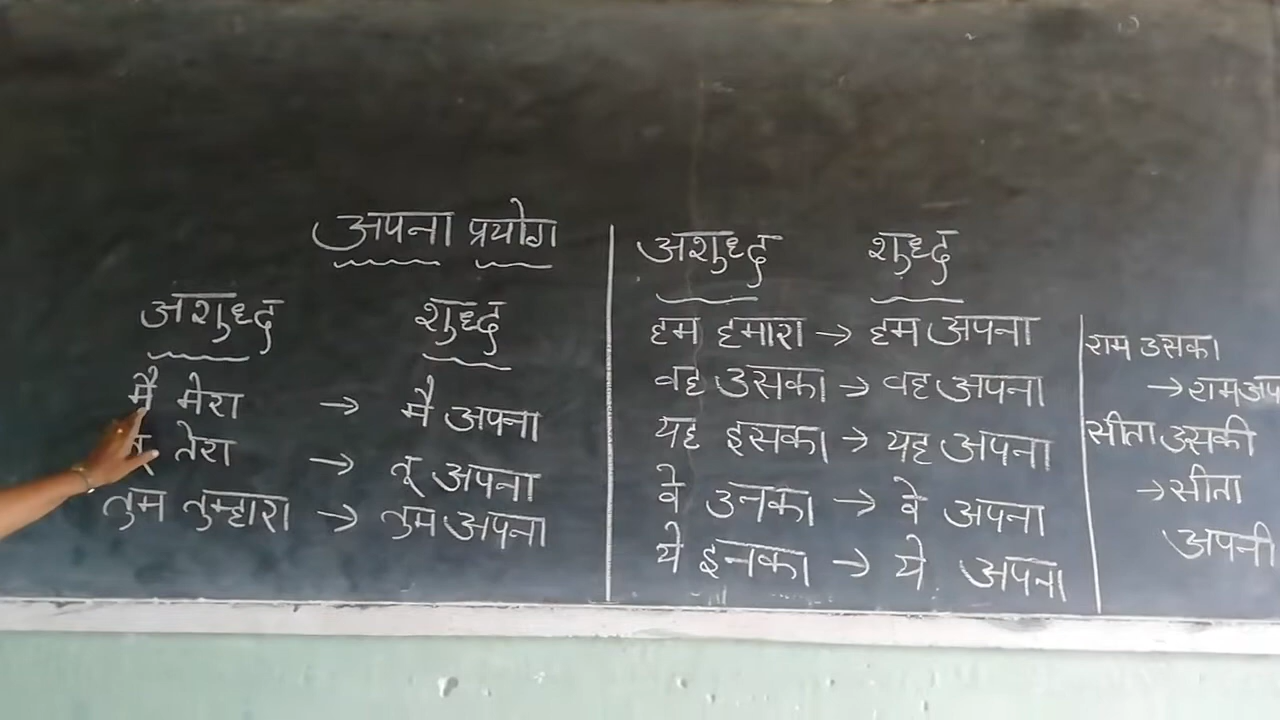 अपना प्रयोग
अशुध्द शुध्द
मै मेरा → मै अपना
तेरा → तू अपना
तुम तुम्हारा → तुम अपना
अशुध्द शुध्द
हम हमारा → हम अपना
वह उसका → वह अपना
यह इसका → यह अपना
वे उनका → वे अपना
ये इनका → ये अपना
राम उसका
→ राम अप
सीता उसकी
→ सीता
अपनी